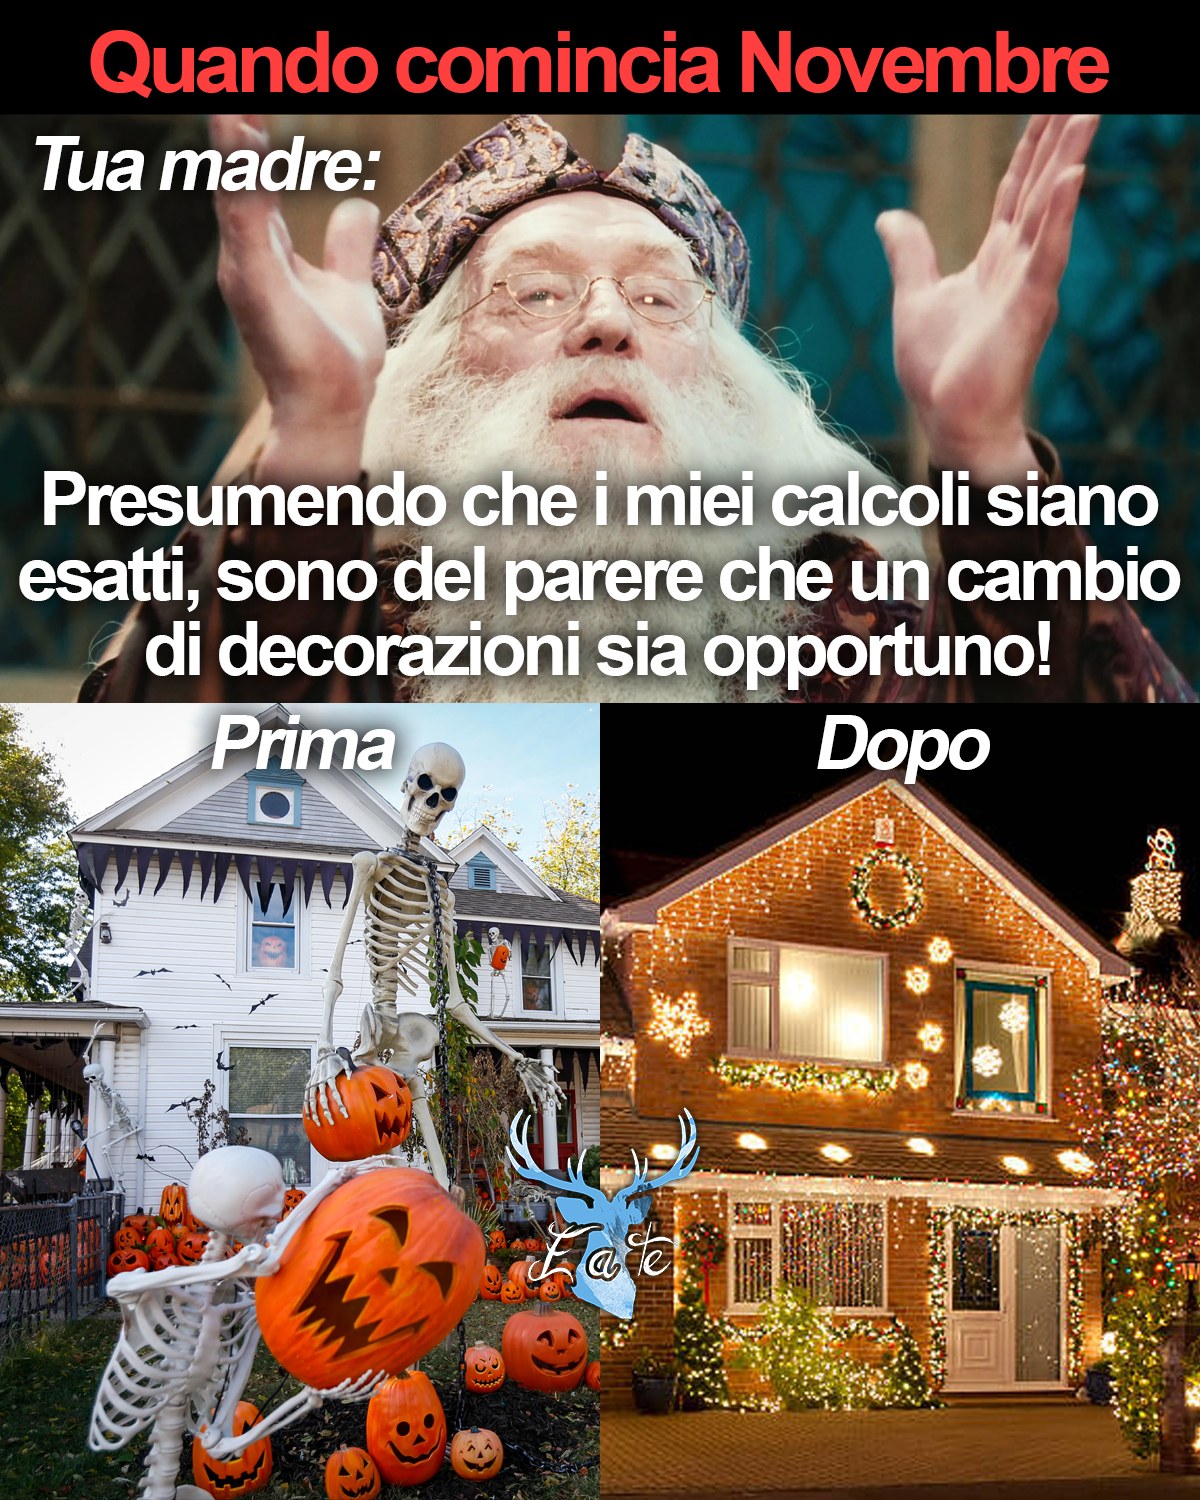 Quando comincia Novembre
Tua madre:
Presumendo che i miei calcoli siano
esatti, sono del parere che un cambio
di decorazioni sia opportuno!
Prima
Dopo
Late